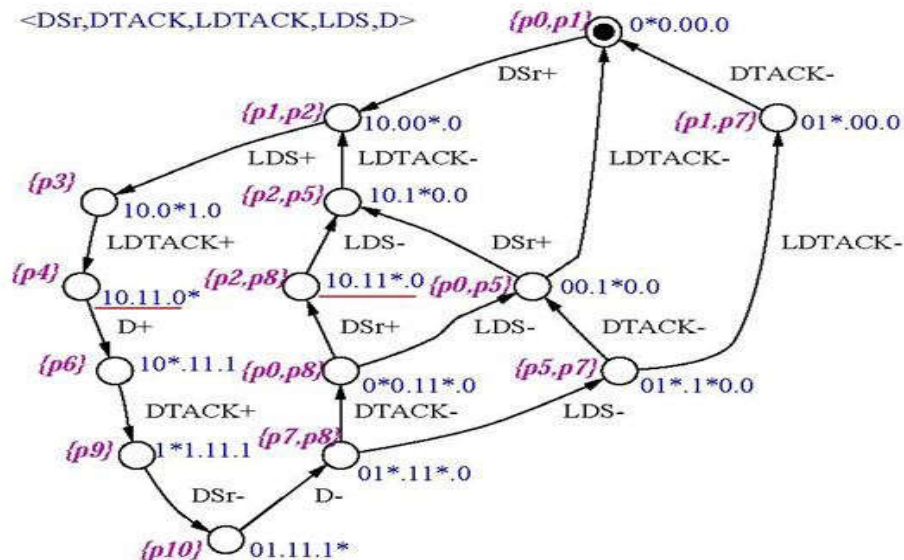 <DSr,DTACK,LDTACK,LDS,D>
{p0,p1} 0*0.00.0
DSr+ DTACK-
{p1,p2} 10.00*.0 {p1,p7} 01*.00.0
LDS+ LDTACK- LDTACK-
{p3} 10.0*1.0 {p2,p5} 10.1*0.0
LDTACK+ LDS- DSr+ LDTACK-
{p4} 10.11.0* {p2,p8} 10.11*.0 {p0,p5} 00.1*0.0
D+ DSr+ LDS- DTACK-
{p6} 10*.11.1 {p0,p8} 0*0.11*.0 {p5,p7} 01*.1*0.0
DTACK+ DTACK- LDS-
{p9} 1*1.11.1 {p7,p8} 01*.11*.0
DSr- D-
{p10} 01.11.1*